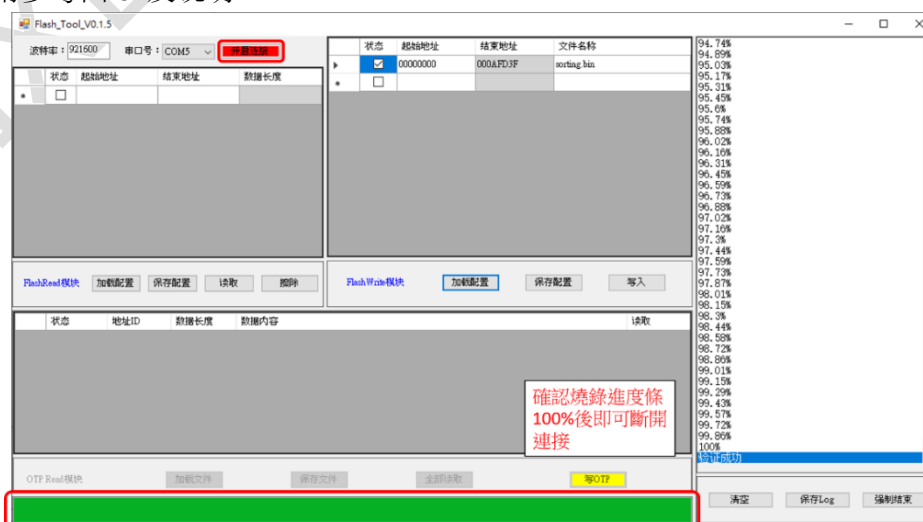 Flash_Tool_V0.1.5
波特率：921600 串口号：COM5
状态 起始地址 结束地址 数据长度
状态 起始地址 结束地址 文件名称
00000000 000AFD3F sorting.bin
FlashRead模块 加载配置 保存配置 读取 擦除
FlashWrite模块 加载配置 保存配置 写入
状态 地址ID 数据长度 数据内容 读取
確認燒錄進度條
100%後即可斷開
連接
OTP Read模块 加载文件 保存文件 全部读取 写OTP
94.74%
94.89%
95.03%
95.17%
95.31%
95.45%
95.6%
95.74%
95.88%
96.02%
96.16%
96.31%
96.45%
96.59%
96.73%
96.88%
97.02%
97.16%
97.3%
97.44%
97.59%
97.73%
97.87%
98.01%
98.15%
98.3%
98.44%
98.58%
98.72%
98.86%
99.01%
99.15%
99.29%
99.43%
99.57%
99.72%
99.86%
100%
验证成功
清空 保存Log 强制结束